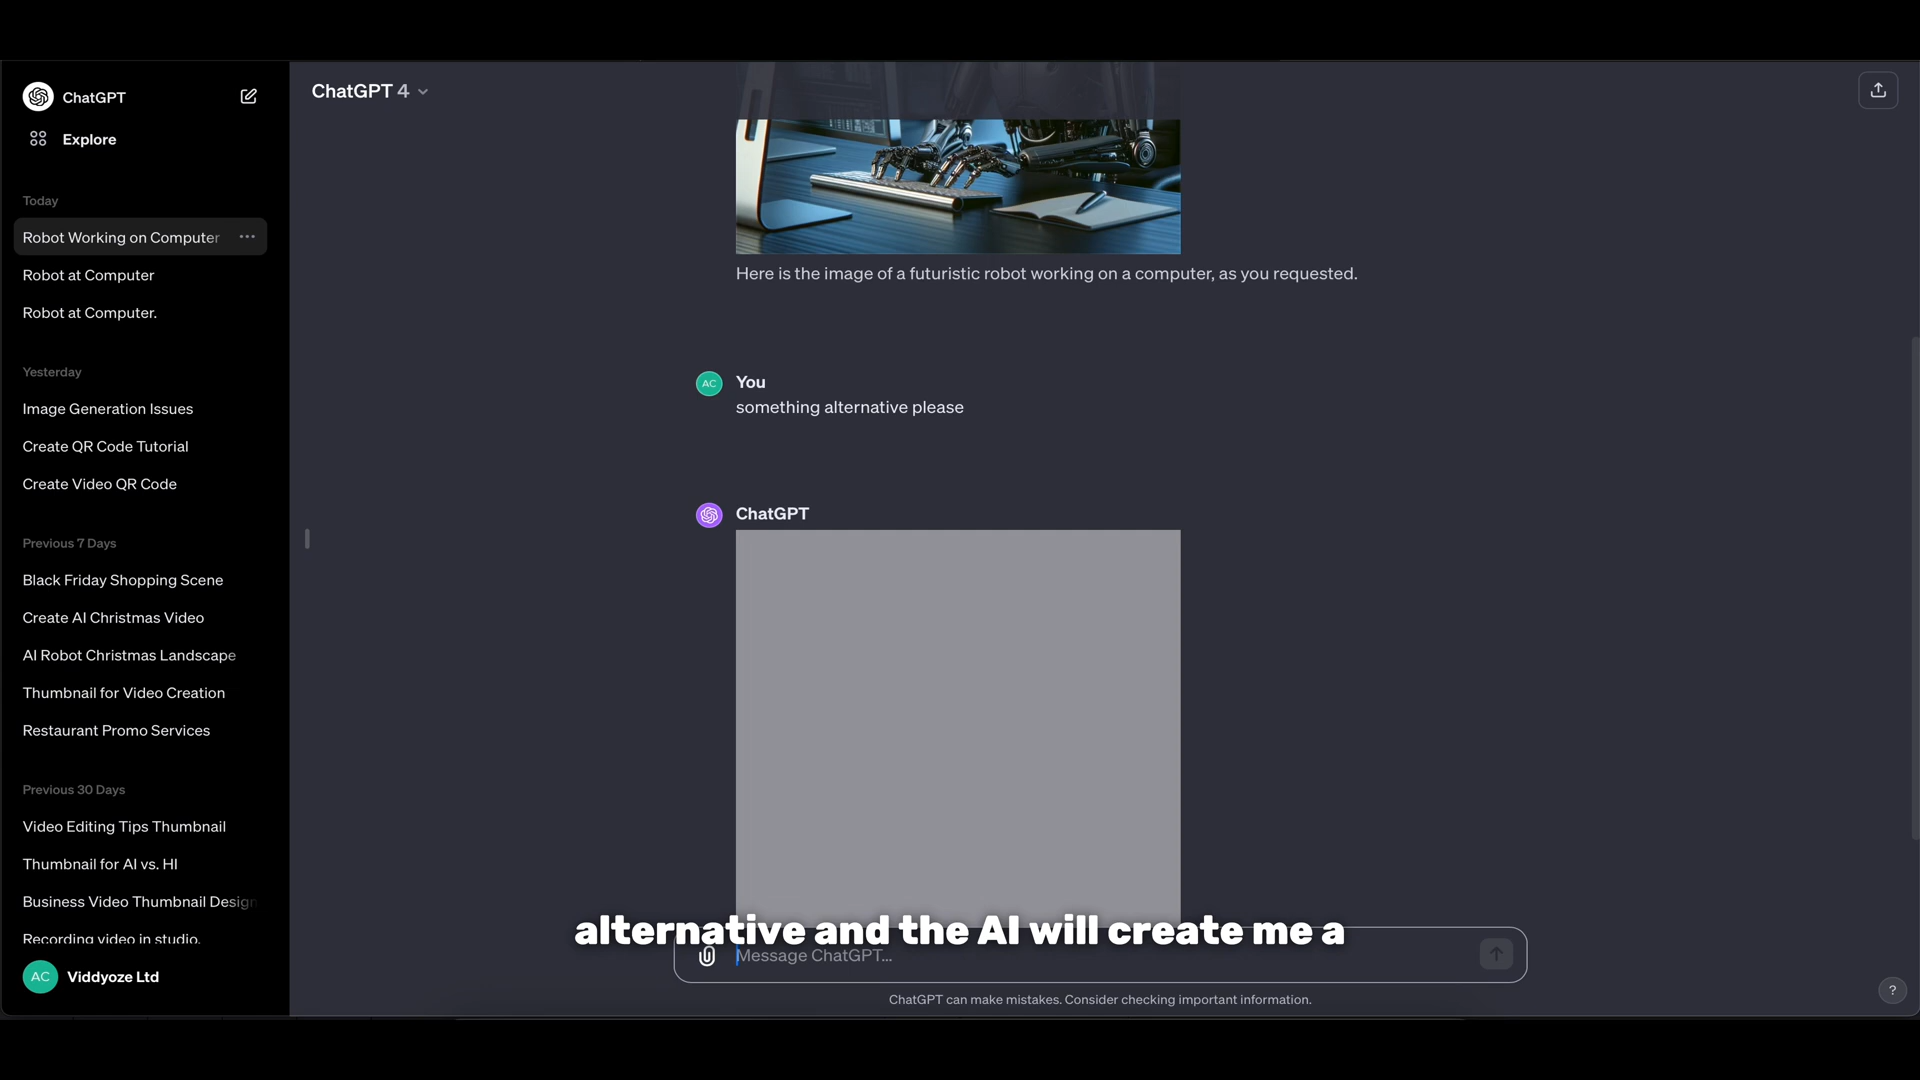 ChatGPT
Explore
Today
Robot Working on Computer
Robot at Computer
Robot at Computer.
Yesterday
Image Generation Issues
Create QR Code Tutorial
Create Video QR Code
Previous 7 Days
Black Friday Shopping Scene
Create AI Christmas Video
AI Robot Christmas Landscape
Thumbnail for Video Creation
Restaurant Promo Services
Previous 30 Days
Video Editing Tips Thumbnail
Thumbnail for AI vs. HI
Business Video Thumbnail Design
Recording video in studio.
AC Viddyoze Ltd
ChatGPT 4
Here is the image of a futuristic robot working on a computer, as you requested.
AC You
something alternative please
ChatGPT
alternative and the AI will create me a
Message ChatGPT...
ChatGPT can make mistakes. Consider checking important information.
?